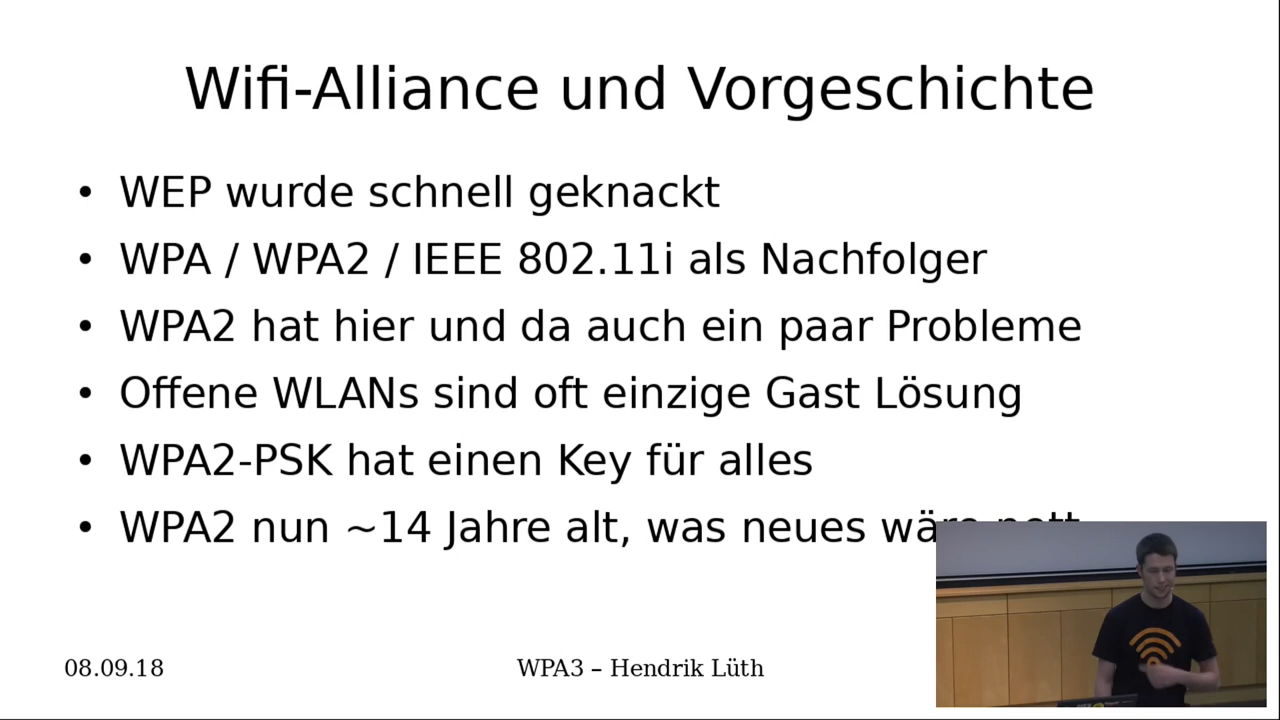 Wifi-Alliance und Vorgeschichte
• WEP wurde schnell geknackt
• WPA / WPA2 / IEEE 802.11i als Nachfolger
• WPA2 hat hier und da auch ein paar Probleme
• Offene WLANs sind oft einzige Gast Lösung
• WPA2-PSK hat einen Key für alles
• WPA2 nun ~14 Jahre alt, was neues wäre nett
08.09.18
WPA3 – Hendrik Lüth